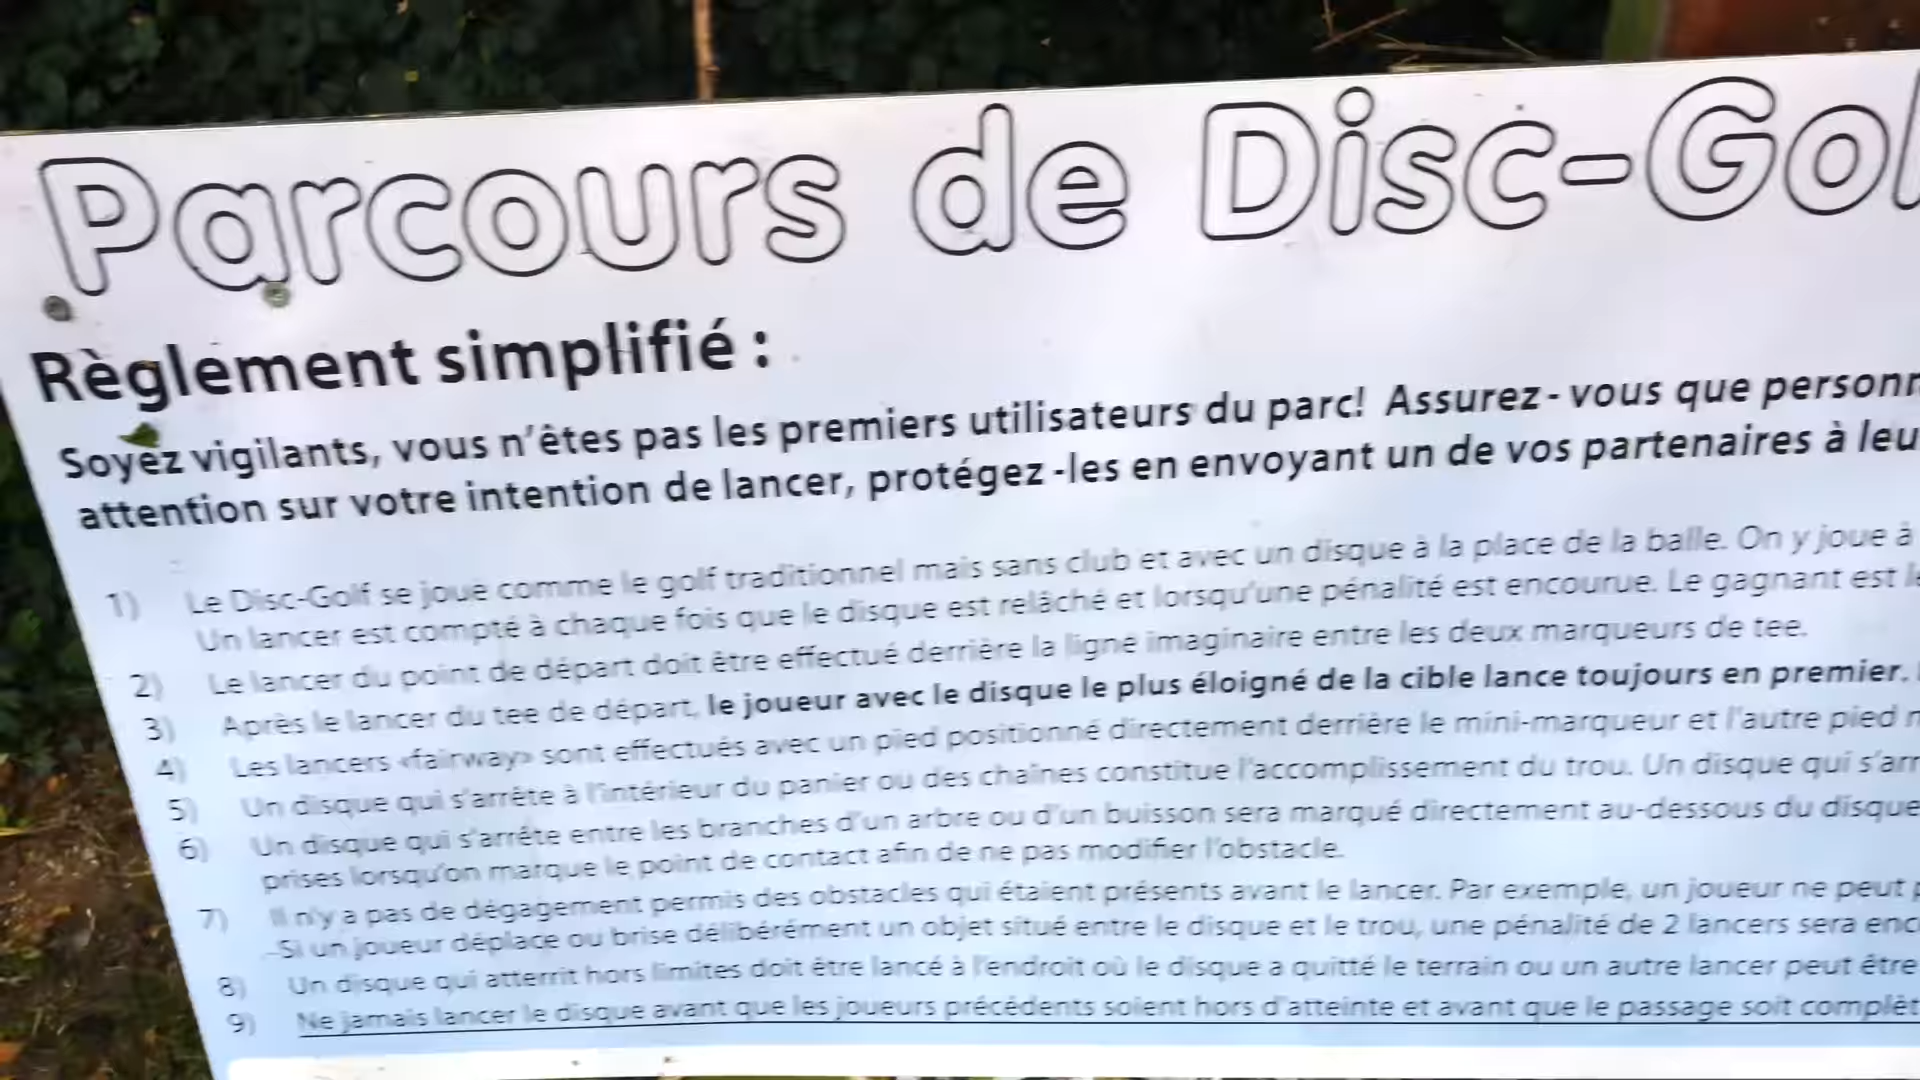 Parcours de Disc-Gol
Règlement simplifié :
Soyez vigilants, vous n'êtes pas les premiers utilisateurs du parc! Assurez-vous que personn
attention sur votre intention de lancer, protégez-les en envoyant un de vos partenaires à leu
1) Le Disc-Golf se joue comme le golf traditionnel mais sans club et avec un disque à la place de la balle. On y joue à
Un lancer est compté à chaque fois que le disque est relâché et lorsqu'une pénalité est encourue. Le gagnant est le
2) Le lancer du point de départ doit être effectué derrière la ligne imaginaire entre les deux marqueurs de tee.
3) Après le lancer du tee de départ, le joueur avec le disque le plus éloigné de la cible lance toujours en premier.
4) Les lancers «fairway» sont effectués avec un pied positionné directement derrière le mini-marqueur et l'autre pied
5) Un disque qui s'arrête à l'intérieur du panier ou des chaînes constitue l'accomplissement du trou. Un disque qui s'arr
6) Un disque qui s'arrête entre les branches d'un arbre ou d'un buisson sera marqué directement au-dessous du disque
prises lorsqu'on marque le point de contact afin de ne pas modifier l'obstacle.
7) Il n'y a pas de dégagement permis des obstacles qui étaient présents avant le lancer. Par exemple, un joueur ne peut
Si un joueur déplace ou brise délibérément un objet situé entre le disque et le trou, une pénalité de 2 lancers sera enc
8) Un disque qui atterrit hors limites doit être lancé à l'endroit où le disque a quitté le terrain ou un autre lancer peut être
9) Ne jamais lancer le disque avant que les joueurs précédents soient hors d'atteinte et avant que le passage soit complèt